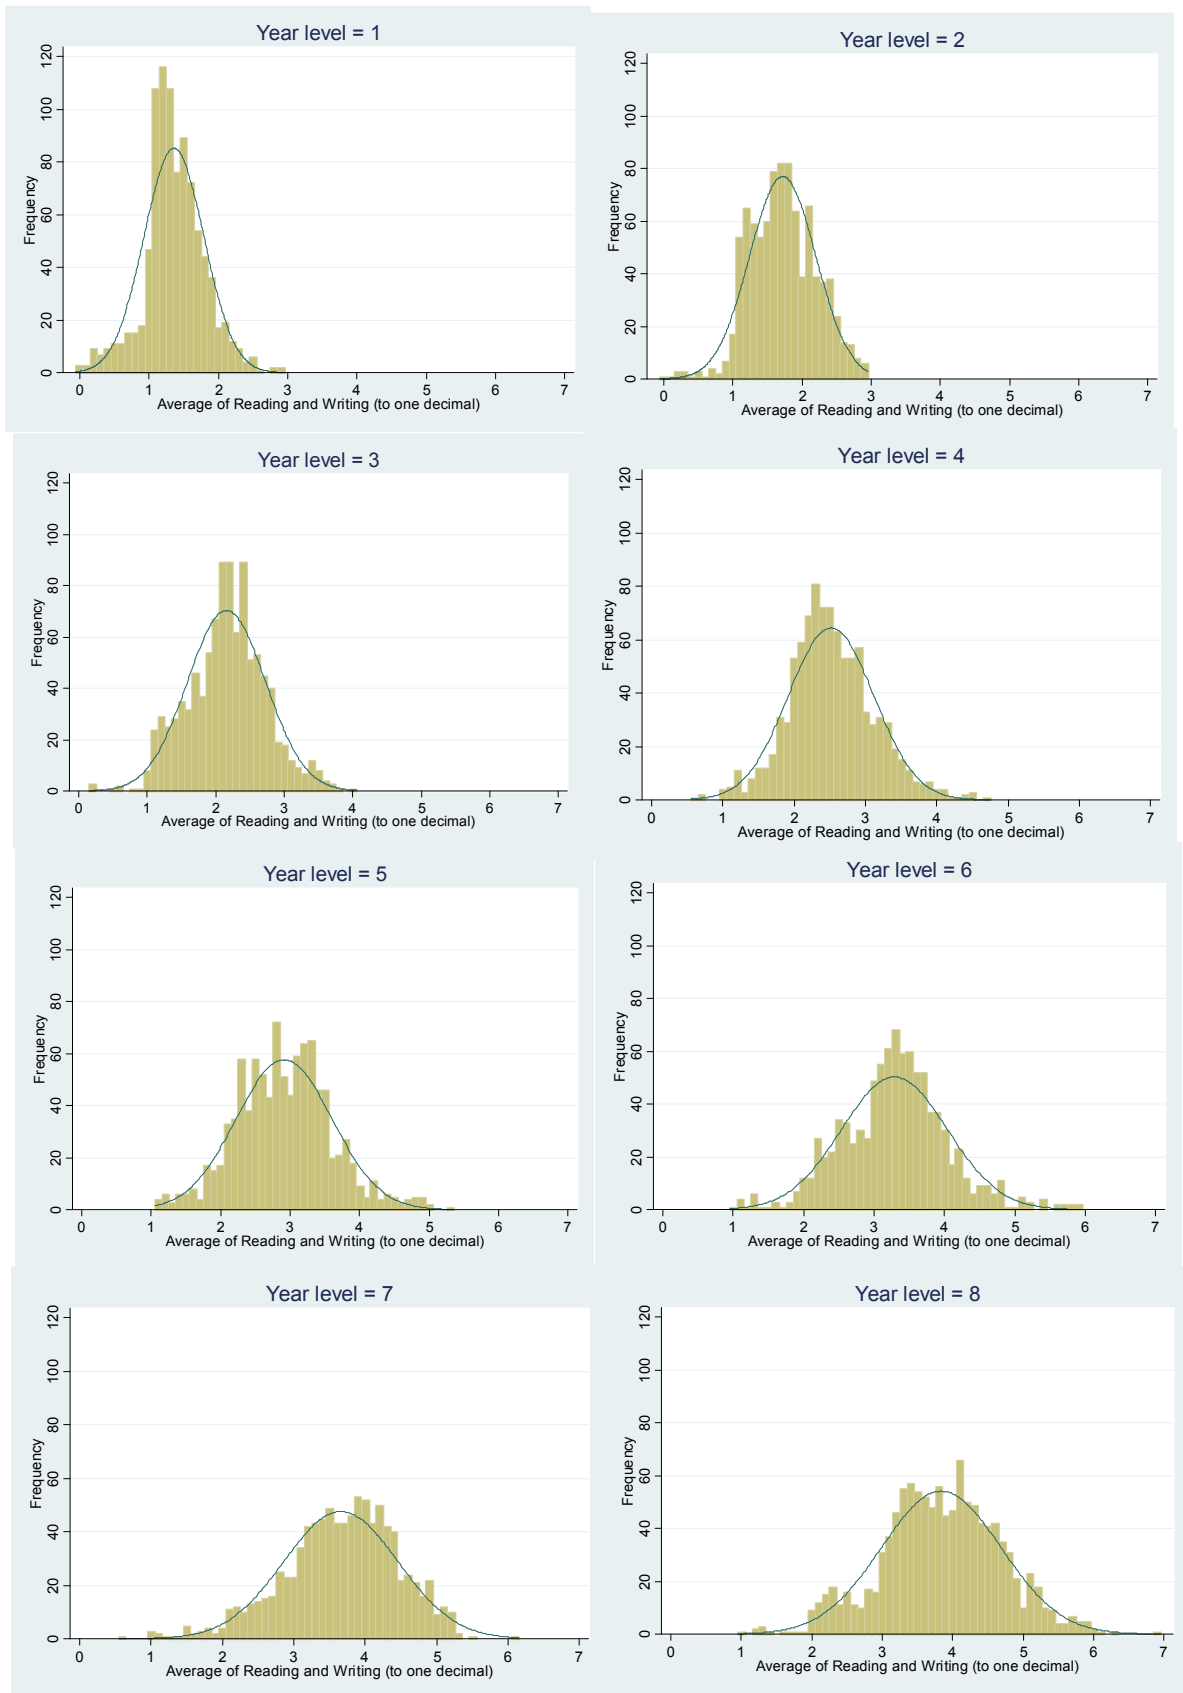 Year level = 1
120
100
80
60
40
20
0
Frequency
0 1 2 3 4 5 6 7
Average of Reading and Writing (to one decimal)
Year level = 2
120
100
80
60
40
20
0
Frequency
0 1 2 3 4 5 6 7
Average of Reading and Writing (to one decimal)
Year level = 3
120
100
80
60
40
20
0
Frequency
0 1 2 3 4 5 6 7
Average of Reading and Writing (to one decimal)
Year level = 4
120
100
80
60
40
20
0
Frequency
0 1 2 3 4 5 6 7
Average of Reading and Writing (to one decimal)
Year level = 5
120
100
80
60
40
20
0
Frequency
0 1 2 3 4 5 6 7
Average of Reading and Writing (to one decimal)
Year level = 6
120
100
80
60
40
20
0
Frequency
0 1 2 3 4 5 6 7
Average of Reading and Writing (to one decimal)
Year level = 7
120
100
80
60
40
20
0
Frequency
0 1 2 3 4 5 6 7
Average of Reading and Writing (to one decimal)
Year level = 8
120
100
80
60
40
20
0
Frequency
0 1 2 3 4 5 6 7
Average of Reading and Writing (to one decimal)